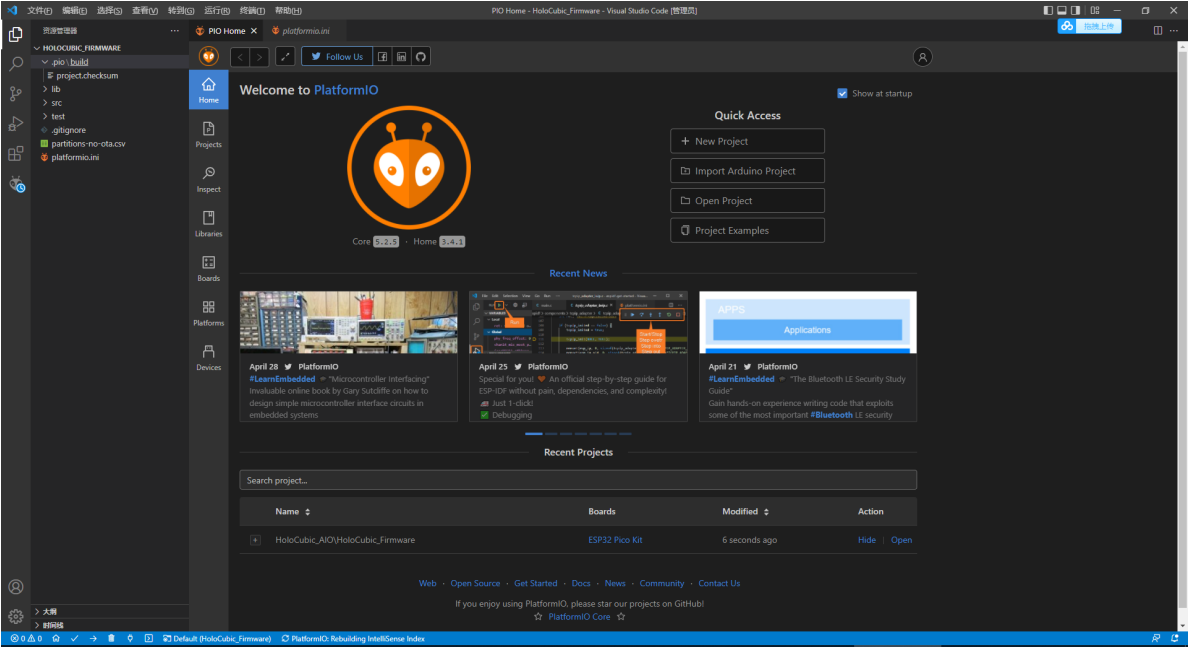 文件(F) 编辑(E) 选择(S) 查看(V) 转到(G) 运行(R) 终端(T) 帮助(H)
PIO Home - HoloCubic_Firmware - Visual Studio Code [管理员]
拖拽上传
资源管理器
PIO Home
platformio.ini
HOLOCUBIC_FIRMWARE
.pio \ build
project.checksum
lib
src
test
.gitignore
partitions-no-ota.csv
platformio.ini
Follow Us
Home
Projects
Inspect
Libraries
Boards
Platforms
Devices
Welcome to PlatformIO
Show at startup
Quick Access
New Project
Import Arduino Project
Open Project
Project Examples
Core 5.2.5 · Home 3.4.1
Recent News
APPS
Applications
April 28 PlatformIO
#LearnEmbedded "Microcontroller Interfacing"
Invaluable online book by Gary Sutcliffe on how to
design simple microcontroller interface circuits in
embedded systems
April 25 PlatformIO
Special for you! 🧡 An official step-by-step guide for
ESP-IDF without pain, dependencies, and complexity!
Just 1-click!
✅ Debugging
April 21 PlatformIO
#LearnEmbedded "The Bluetooth LE Security Study
Guide"
Gain hands-on experience writing code that exploits
some of the most important #Bluetooth LE security
Recent Projects
Search project...
Name Boards Modified Action
HoloCubic_AIO\HoloCubic_Firmware ESP32 Pico Kit 6 seconds ago Hide Open
Web · Open Source · Get Started · Docs · News · Community · Contact Us
If you enjoy using PlatformIO, please star our projects on GitHub!
☆ PlatformIO Core ☆
大纲
时间线
0 0 Default (HoloCubic_Firmware) PlatformIO: Rebuilding IntelliSense Index